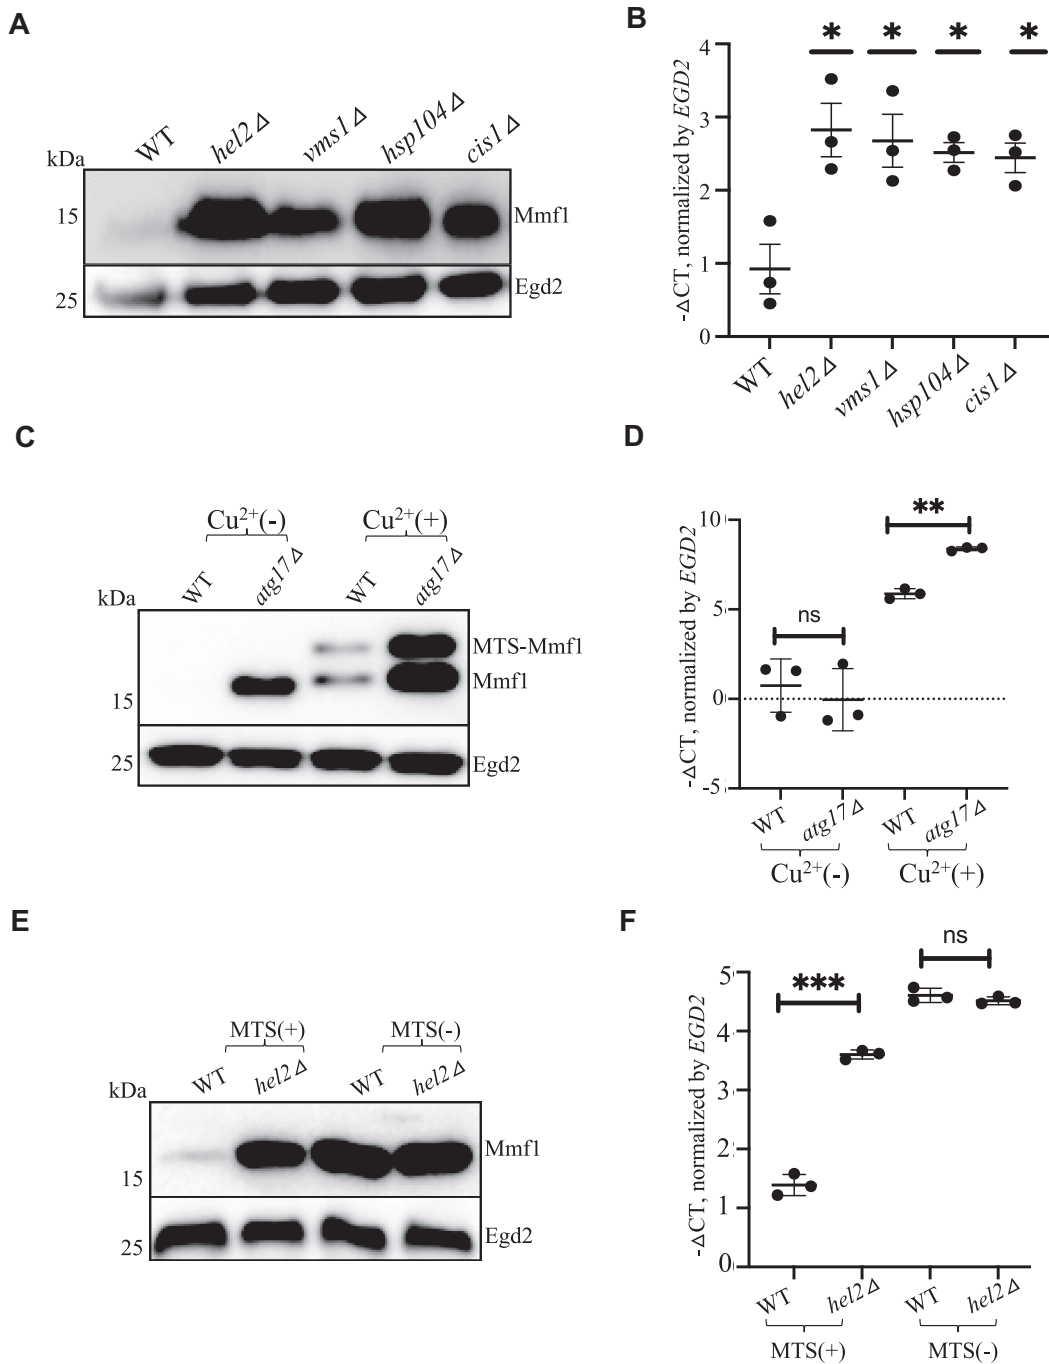 A
WT
hel2Δ
vms1Δ
hsp104Δ
cis1Δ
kDa
15
Mmf1
25
Egd2
B
-ΔCT, normalized by EGD2
* * * *
4
3
2
1
0
WT
hel2Δ
vms1Δ
hsp104Δ
cis1Δ
C
Cu²⁺(-)
Cu²⁺(+)
WT
atg17Δ
WT
atg17Δ
kDa
MTS-Mmf1
Mmf1
15
25
Egd2
D
-ΔCT, normalized by EGD2
**
ns
10
5
0
-5
WT
atg17Δ
WT
atg17Δ
Cu²⁺(-)
Cu²⁺(+)
E
MTS(+)
MTS(-)
WT
hel2Δ
WT
hel2Δ
kDa
Mmf1
15
25
Egd2
F
-ΔCT, normalized by EGD2
ns
***
5
4
3
2
1
0
WT
hel2Δ
WT
hel2Δ
MTS(+)
MTS(-)